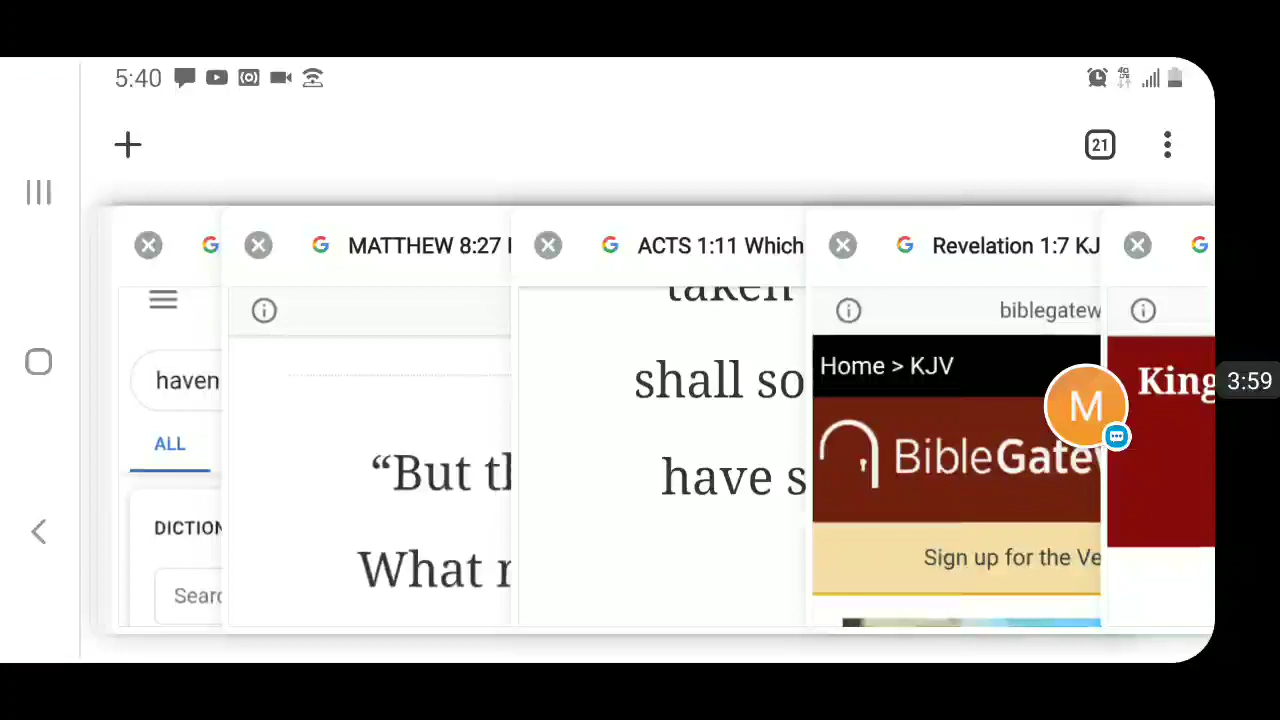 5:40
21
MATTHEW 8:27
ACTS 1:11 Which
Revelation 1:7 KJ
biblegatew
taken
Home > KJV
shall so
haven
M
King
3:59
ALL
BibleGatew
“But th
have s
DICTION
Sign up for the Ve
What
Searc